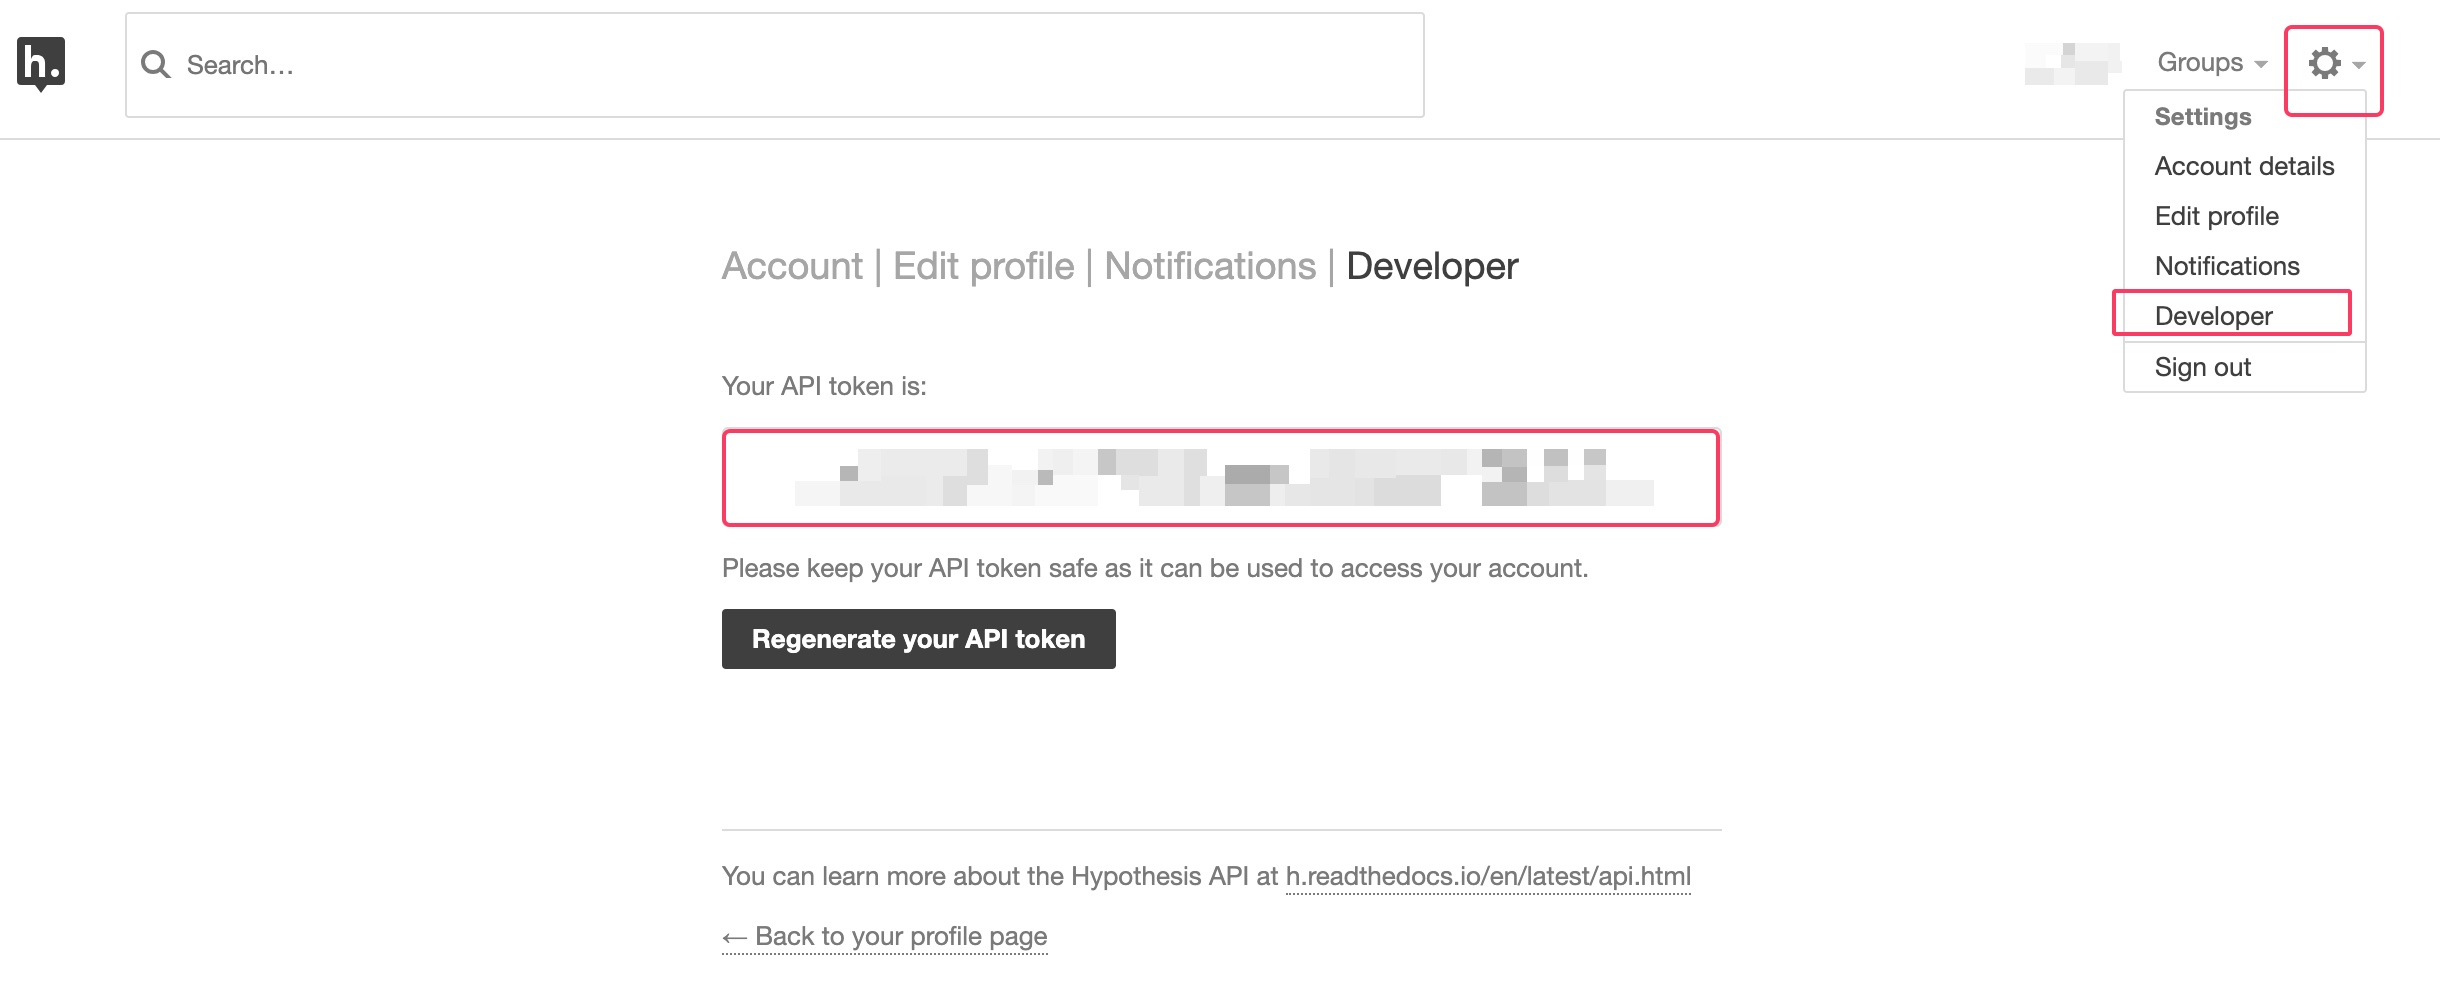 h.
Search...
Groups
Settings
Account details
Edit profile
Notifications
Developer
Sign out
Account | Edit profile | Notifications | Developer
Your API token is:
Please keep your API token safe as it can be used to access your account.
Regenerate your API token
You can learn more about the Hypothesis API at h.readthedocs.io/en/latest/api.html
← Back to your profile page